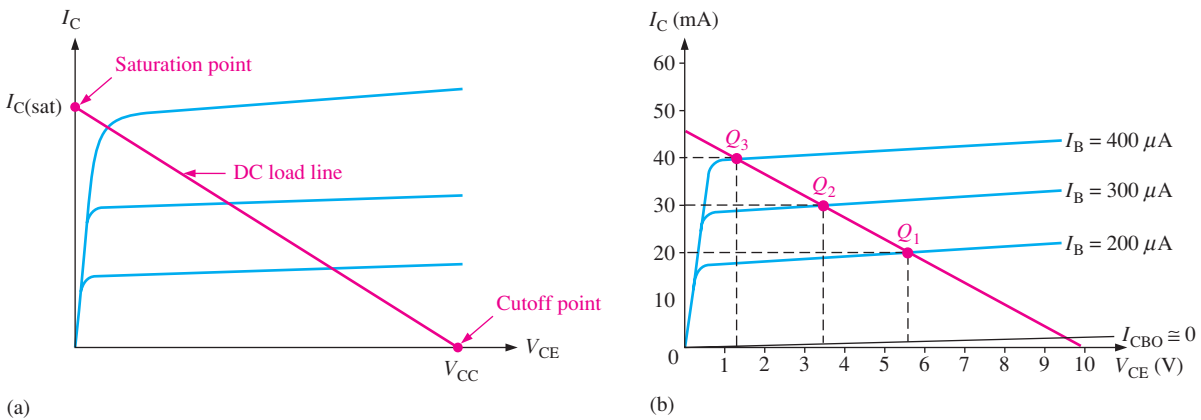 I_C
Saturation point
I_C(sat)
DC load line
Cutoff point
V_CE
V_CC
(a)
I_C (mA)
60
50
40
30
20
10
0
Q_3
Q_2
Q_1
I_B = 400 μA
I_B = 300 μA
I_B = 200 μA
I_CBO ≅ 0
1 2 3 4 5 6 7 8 9 10
V_CE (V)
(b)